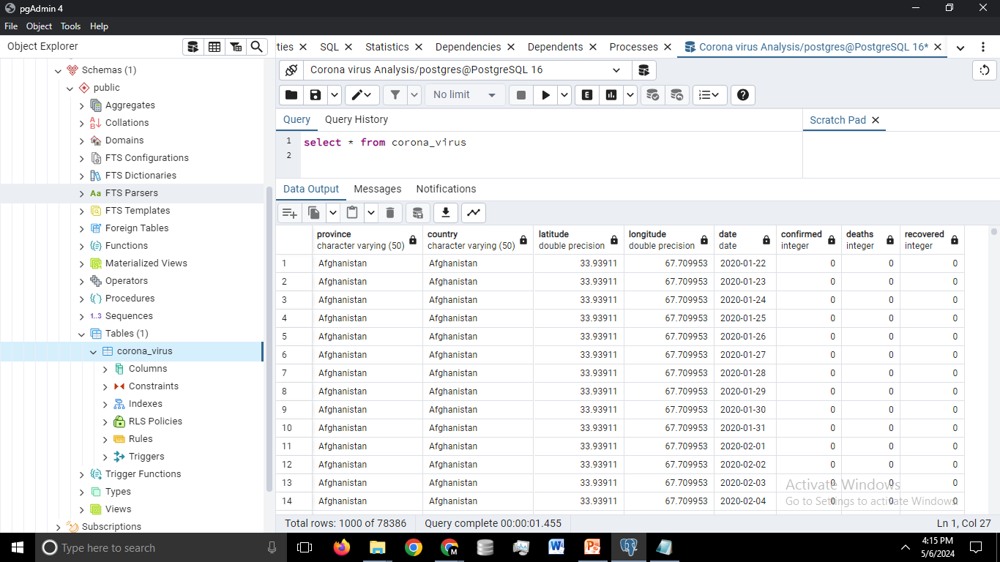 pgAdmin 4
File Object Tools Help
Object Explorer
ties SQL Statistics Dependencies Dependents Processes Corona virus Analysis/postgres@PostgreSQL 16*
Schemas (1)
public
Aggregates
Collations
Domains
FTS Configurations
FTS Dictionaries
Aa FTS Parsers
FTS Templates
Foreign Tables
Functions
Materialized Views
Operators
Procedures
1..3 Sequences
Tables (1)
corona_virus
Columns
Constraints
Indexes
RLS Policies
Rules
Triggers
Trigger Functions
Types
Views
Subscriptions
Corona virus Analysis/postgres@PostgreSQL 16
No limit E
Query Query History
Scratch Pad
1 select * from corona_virus
2
Data Output Messages Notifications
province country latitude longitude date confirmed deaths recovered
character varying (50) character varying (50) double precision double precision date integer integer integer
1 Afghanistan Afghanistan 33.93911 67.709953 2020-01-22 0 0 0
2 Afghanistan Afghanistan 33.93911 67.709953 2020-01-23 0 0 0
3 Afghanistan Afghanistan 33.93911 67.709953 2020-01-24 0 0 0
4 Afghanistan Afghanistan 33.93911 67.709953 2020-01-25 0 0 0
5 Afghanistan Afghanistan 33.93911 67.709953 2020-01-26 0 0 0
6 Afghanistan Afghanistan 33.93911 67.709953 2020-01-27 0 0 0
7 Afghanistan Afghanistan 33.93911 67.709953 2020-01-28 0 0 0
8 Afghanistan Afghanistan 33.93911 67.709953 2020-01-29 0 0 0
9 Afghanistan Afghanistan 33.93911 67.709953 2020-01-30 0 0 0
10 Afghanistan Afghanistan 33.93911 67.709953 2020-01-31 0 0 0
11 Afghanistan Afghanistan 33.93911 67.709953 2020-02-01 0 0 0
12 Afghanistan Afghanistan 33.93911 67.709953 2020-02-02 0 0 0
13 Afghanistan Afghanistan 33.93911 67.709953 2020-02-03 0 0 0
14 Afghanistan Afghanistan 33.93911 67.709953 2020-02-04 0 0 0
Activate Windows
Go to Settings to activate Windows.
Total rows: 1000 of 78386 Query complete 00:00:01.455 Ln 1, Col 27
Type here to search
4:15 PM
5/6/2024